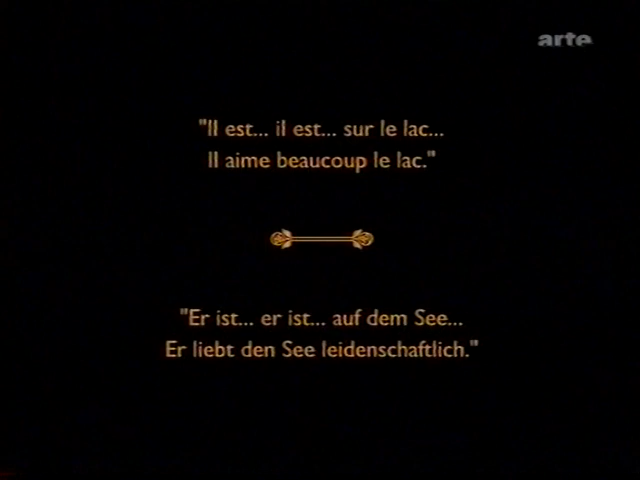 arte
"Il est... il est... sur le lac...
Il aime beaucoup le lac."
"Er ist... er ist... auf dem See...
Er liebt den See leidenschaftlich."